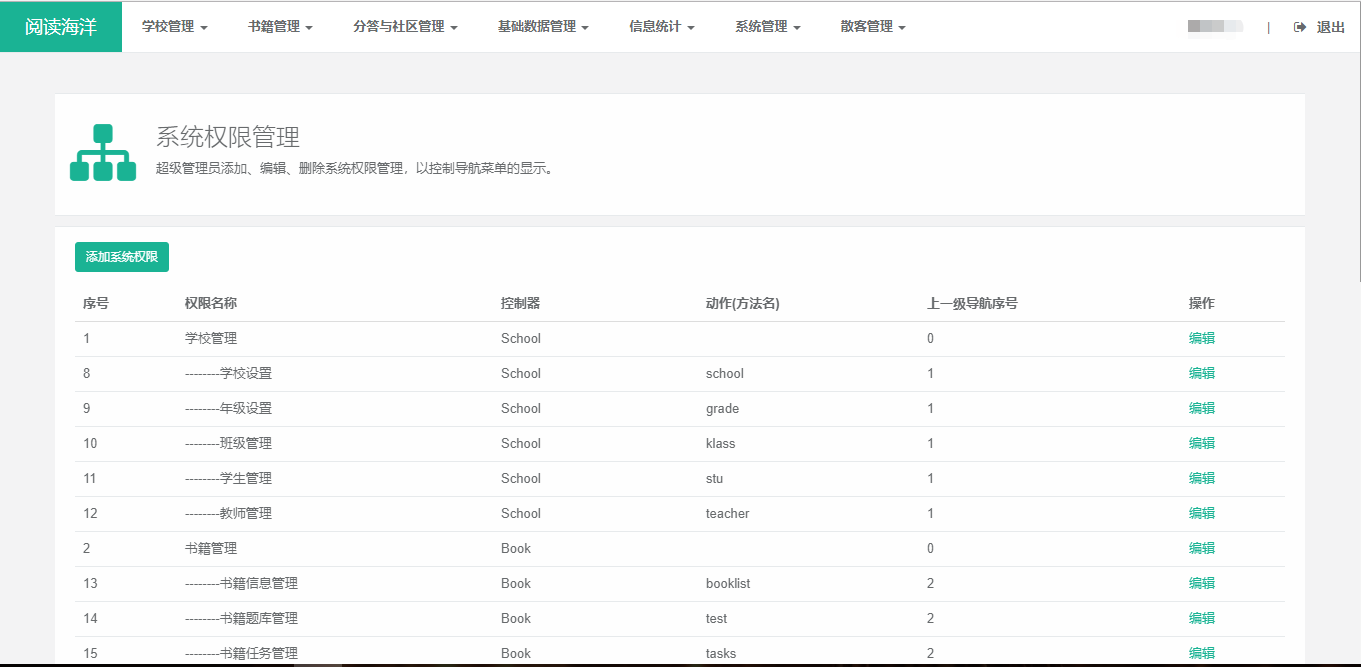 阅读海洋 学校管理 书籍管理 分答与社区管理 基础数据管理 信息统计 系统管理 散客管理 | 退出
系统权限管理
超级管理员添加、编辑、删除系统权限管理，以控制导航菜单的显示。
添加系统权限
序号 权限名称 控制器 动作(方法名) 上一级导航序号 操作
1 学校管理 School 0 编辑
8 --------学校设置 School school 1 编辑
9 --------年级设置 School grade 1 编辑
10 --------班级管理 School klass 1 编辑
11 --------学生管理 School stu 1 编辑
12 --------教师管理 School teacher 1 编辑
2 书籍管理 Book 0 编辑
13 --------书籍信息管理 Book booklist 2 编辑
14 --------书籍题库管理 Book test 2 编辑
15 --------书籍任务管理 Book tasks 2 编辑